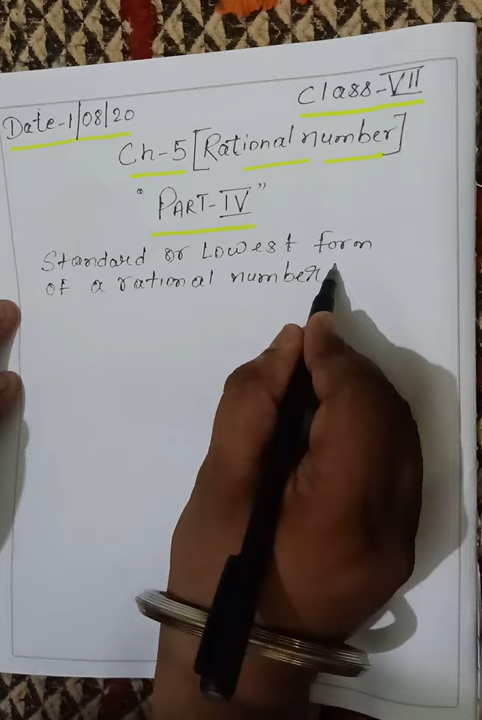 Class-VII
Date-1/08/20
Ch-5 [Rational number]
"PART-IV"
Standard or Lowest form
of a rational number